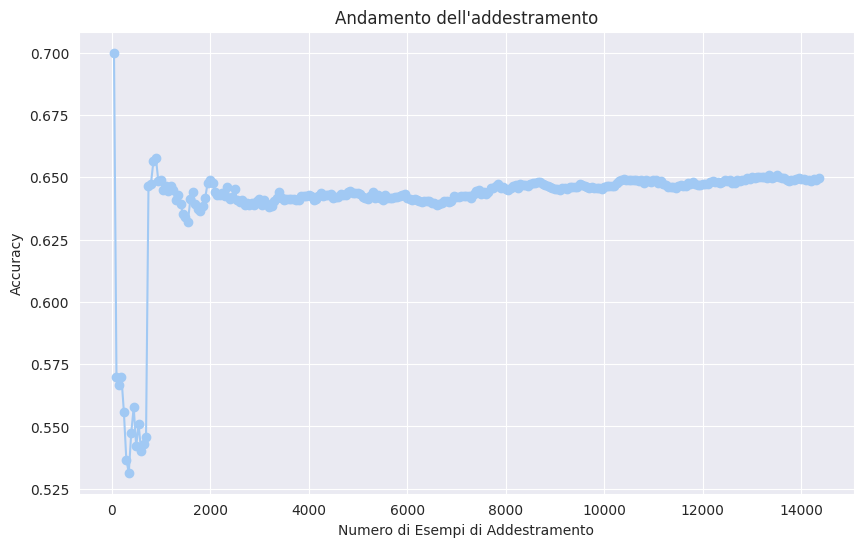 Andamento dell'addestramento
0.700
0.675
0.650
0.625
0.600
0.575
0.550
0.525
Accuracy
0 2000 4000 6000 8000 10000 12000 14000
Numero di Esempi di Addestramento